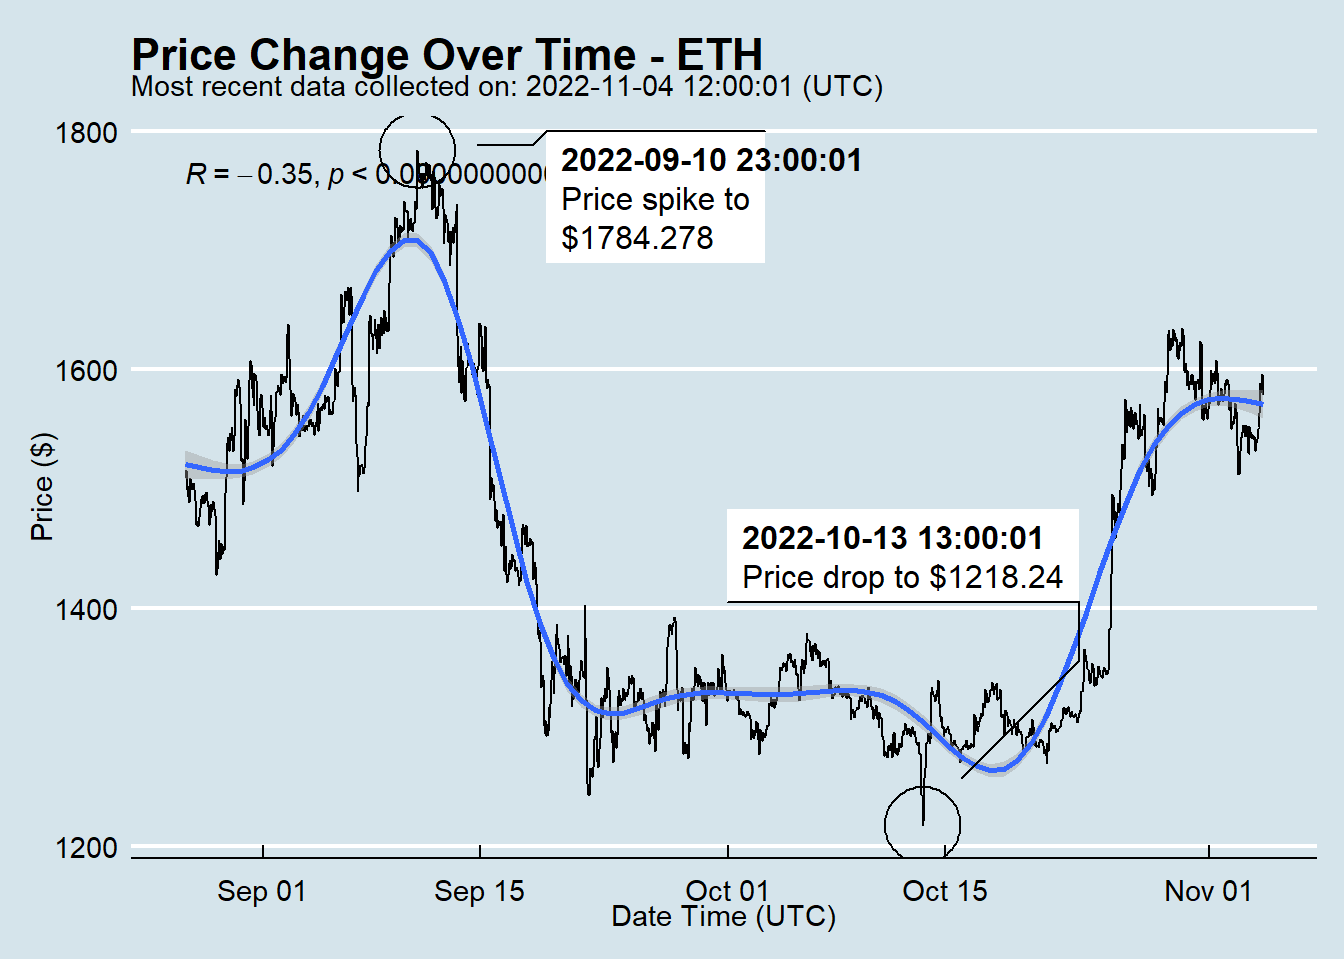 Price Change Over Time - ETH
Most recent data collected on: 2022-11-04 12:00:01 (UTC)
1800
1600
1400
1200
Price ($)
R = −0.35, p <
2022-09-10 23:00:01
Price spike to
$1784.278
2022-10-13 13:00:01
Price drop to $1218.24
Sep 01
Sep 15
Oct 01
Oct 15
Nov 01
Date Time (UTC)